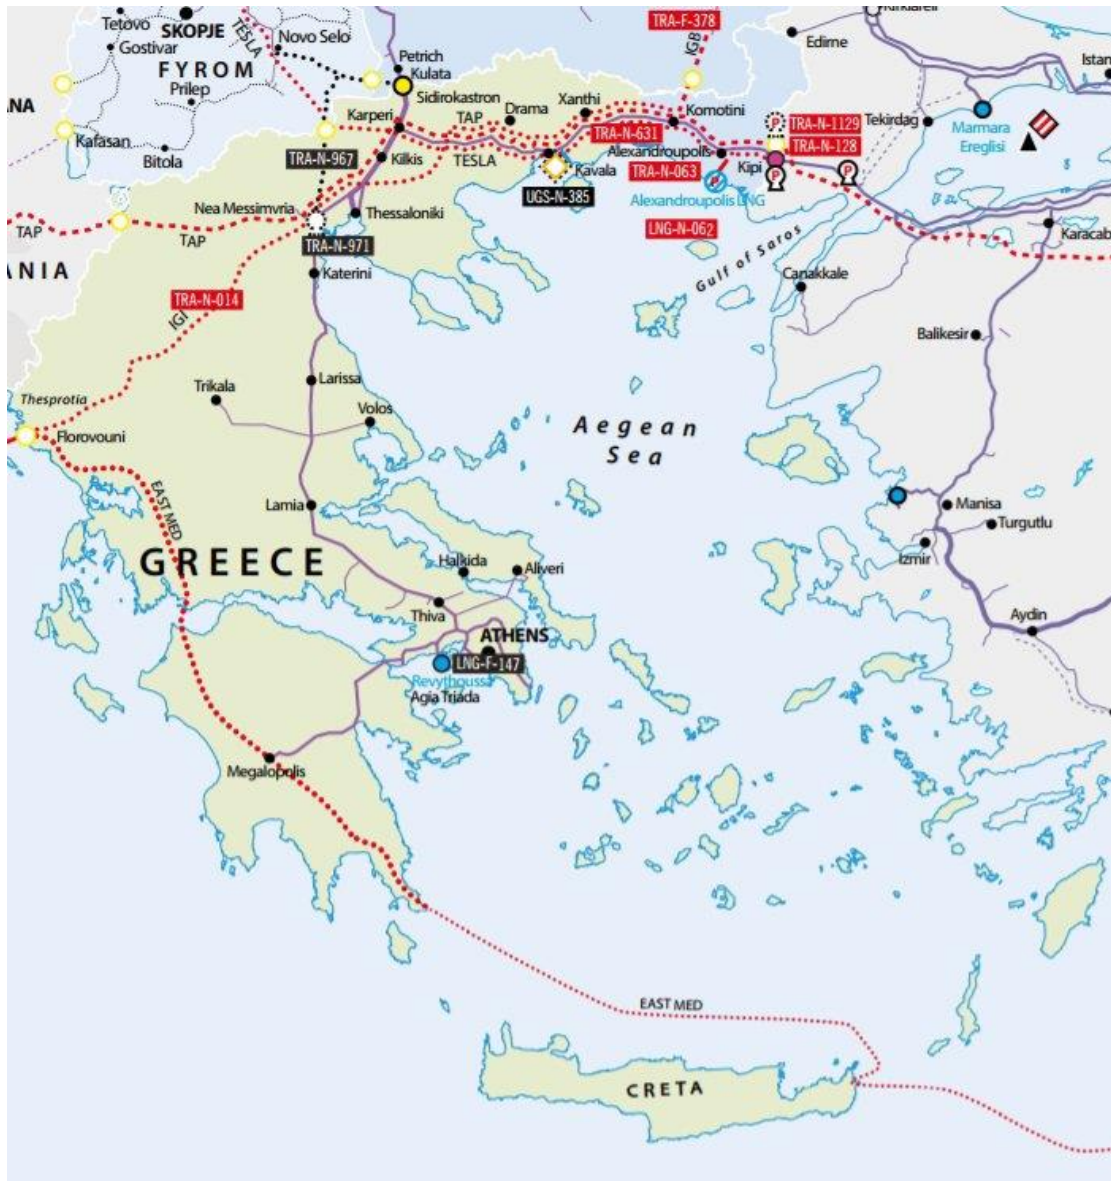 Tetovo
SKOPJE
Gostivar
TESLA
Novo Selo
FYROM
Prilep
ANA
Kafasan
Bitola
Petrich
Kulata
Sidirokastron
Karperi
TAP
Drama
Xanthi
TRA-F-378
IGB
Komotini
Edirne
Istan
TRA-N-631
TRA-N-1129
TRA-N-128
Tekirdag
Marmara
Ereglisi
TRA-N-967
Kilkis
TESLA
Kavala
UGS-N-385
Alexandroupolis
TRA-N-063
Kipi
P
P
P
P
Alexandroupolis LNG
LNG-N-062
Nea Messimvria
Thessaloniki
TAP
TAP
TRA-N-971
Katerini
ANIA
Gulf of Saros
Canakkale
Karacab
TRA-N-014
IGI
Balikesir
Larissa
Trikala
Thesprotia
Volos
Florovouni
Aegean
Sea
EAST MED
Lamia
Manisa
Turgutlu
Izmir
GREECE
Halkida
Aliveri
Thiva
Aydin
ATHENS
LNG-F-147
Revythoussa
Agia Triada
Megalopolis
EAST MED
CRETA